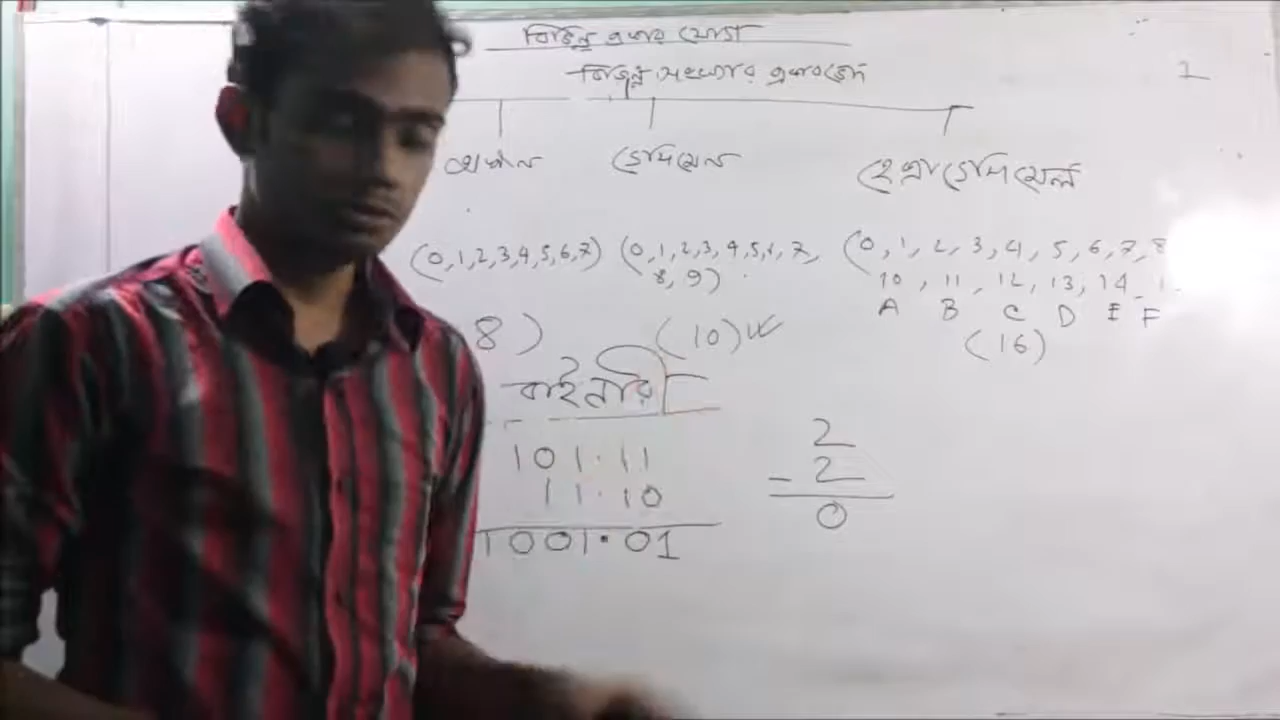 বিভিন্ন প্রকার যোগ
বিভিন্ন সংখ্যার প্রকারভেদ
1
অক্টাল ডেসিমেল হেক্সাডেসিমেল
(0,1,2,3,4,5,6,7) (0,1,2,3,4,5,6,7, (0,1,2,3,4,5,6,7,8
8,9) 10, 11, 12, 13, 14
A B C D E F
8) (10) (16)
বাইনারি
101.11
11.10
1001.01
2
- 2
0